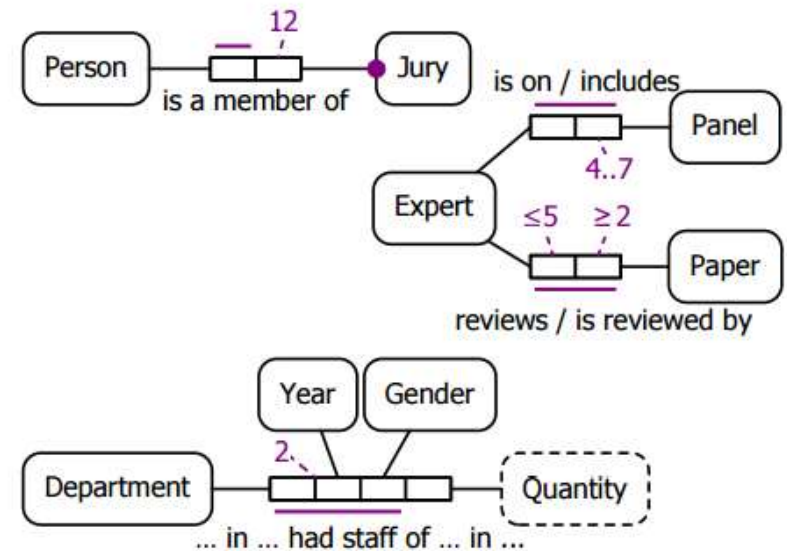 12
Person
Jury
is a member of
is on / includes
Panel
4..7
Expert
≤5 ≥2
Paper
reviews / is reviewed by
Year Gender
2
Department
Quantity
... in ... had staff of ... in ...